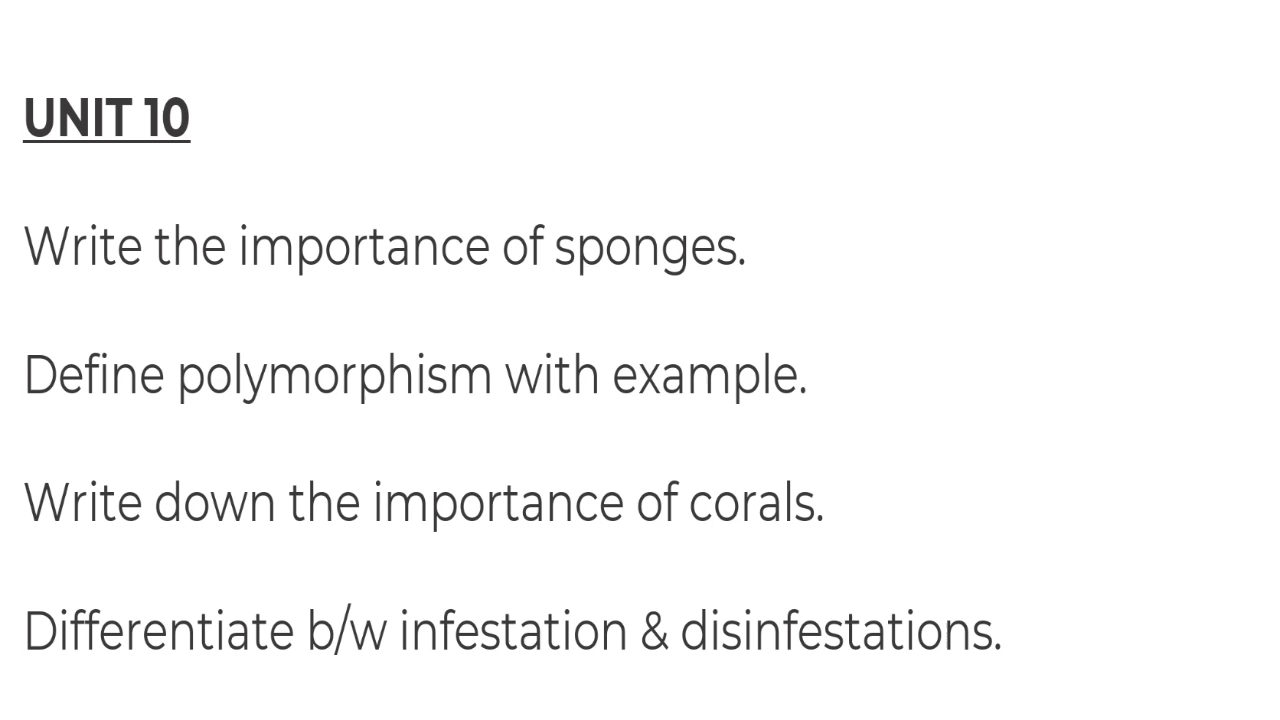 UNIT 10
Write the importance of sponges.
Define polymorphism with example.
Write down the importance of corals.
Differentiate b/w infestation & disinfestations.